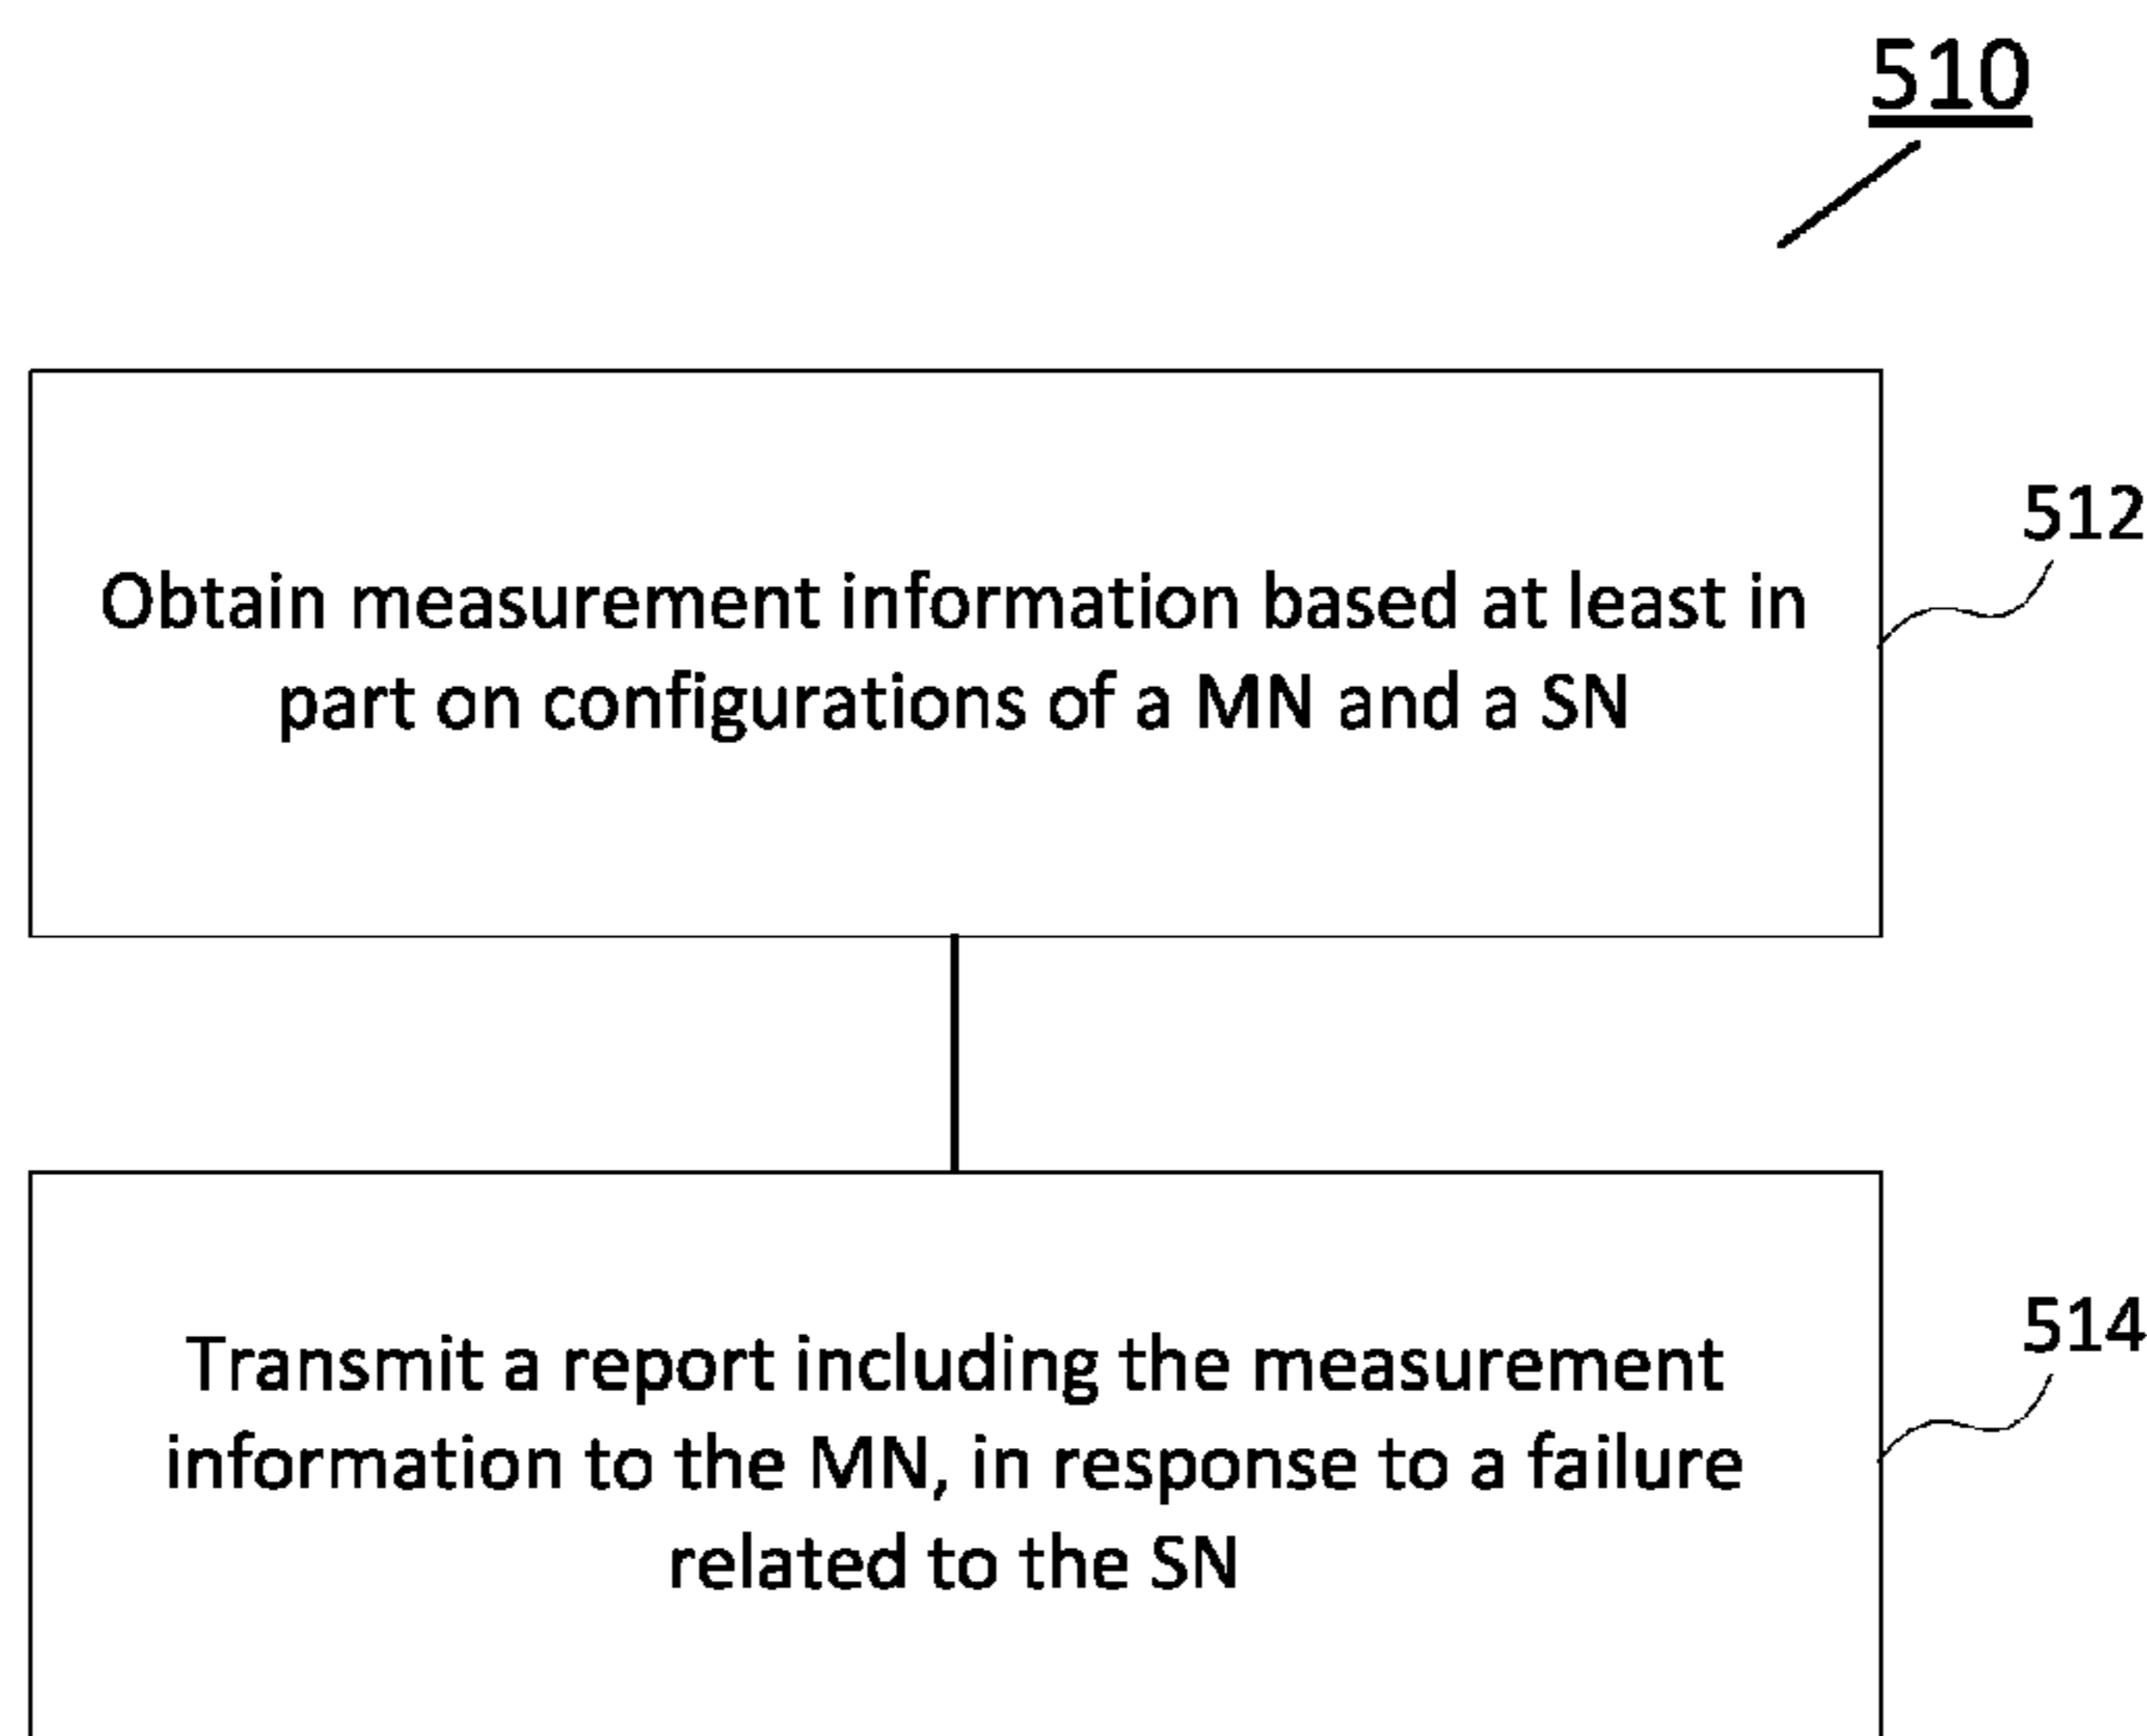 510
512
Obtain measurement information based at least in
part on configurations of a MN and a SN
514
Transmit a report including the measurement
information to the MN, in response to a failure
related to the SN